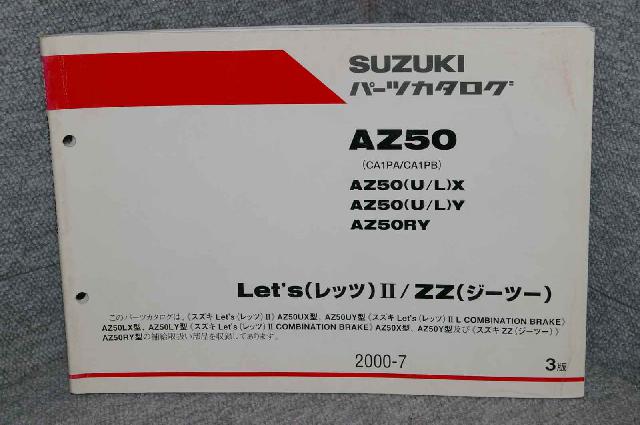 SUZUKI
パーツカタログ
AZ50
(CA1PA/CA1PB)
AZ50(U/L)X
AZ50(U/L)Y
AZ50RY
Let's(レッツ)II/ZZ(ジーツー)
このパーツカタログは、《スズキ Let's(レッツ)II》AZ50UX型、AZ50UY型《スズキ Let's(レッツ)II L COMBINATION BRAKE》
AZ50LX型、AZ50LY型《スズキ Let's(レッツ)II COMBINATION BRAKE》AZ50X型、AZ50Y型及び《スズキ ZZ(ジーツー)》
AZ50RY型の補給取扱い部品を収録してあります。
2000-7
3版